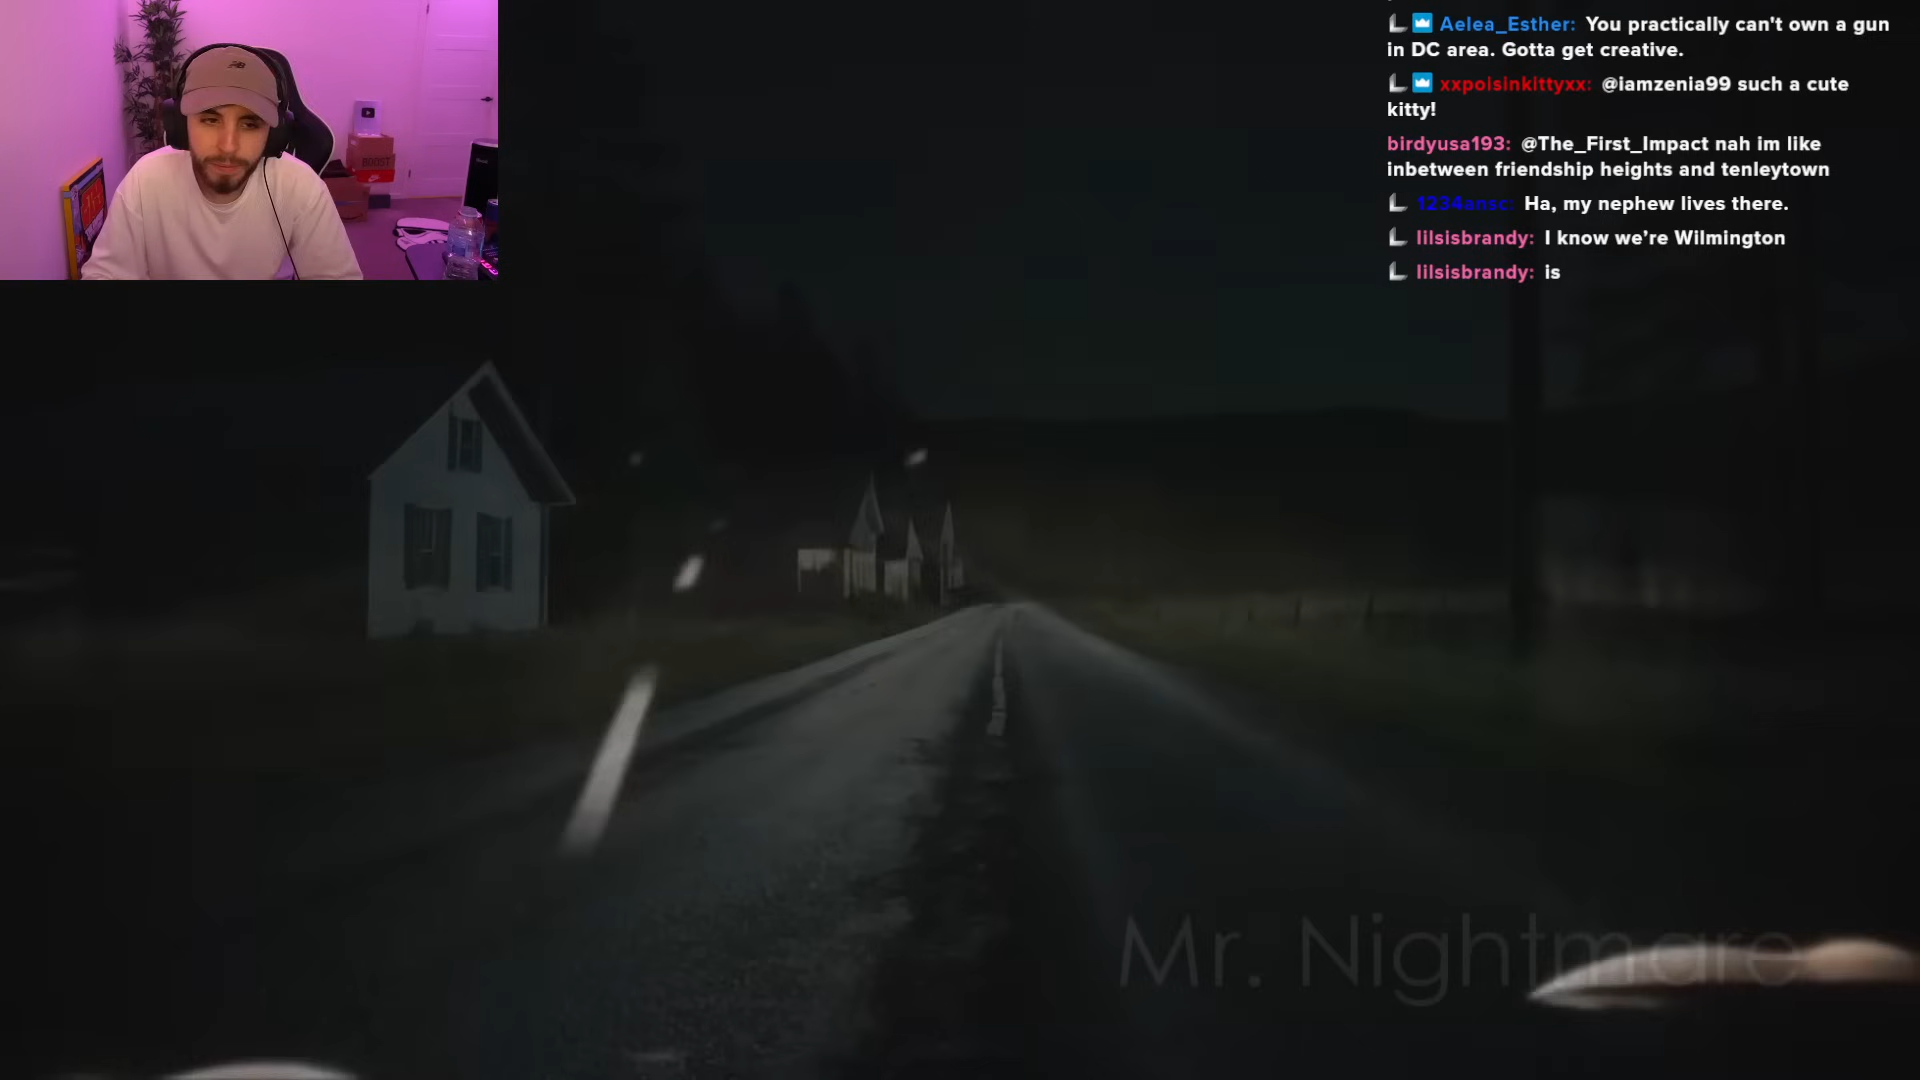 Aelea_Esther: You practically can't own a gun
in DC area. Gotta get creative.
xxpoisinkittyxx: @iamzenia99 such a cute
kitty!
birdyusa193: @The_First_Impact nah im like
inbetween friendship heights and tenleytown
1234ansc: Ha, my nephew lives there.
lilsisbrandy: I know we're Wilmington
lilsisbrandy: is
BOOST
Mr. Nightmare